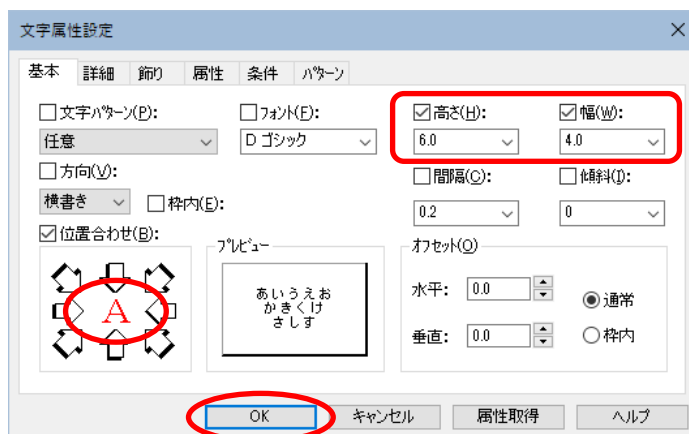 文字属性設定
基本 詳細 飾り 属性 条件 パターン
文字パターン(P): フォント(F): 高さ(H): 幅(W):
任意 D ゴシック 6.0 4.0
方向(V): 間隔(C): 傾斜(I):
横書き 枠内(E): 0.2 0
位置合わせ(B): プレビュー オフセット(O)
A
あいうえお
かきくけ
さしす
水平: 0.0 通常
垂直: 0.0 枠内
OK キャンセル 属性取得 ヘルプ